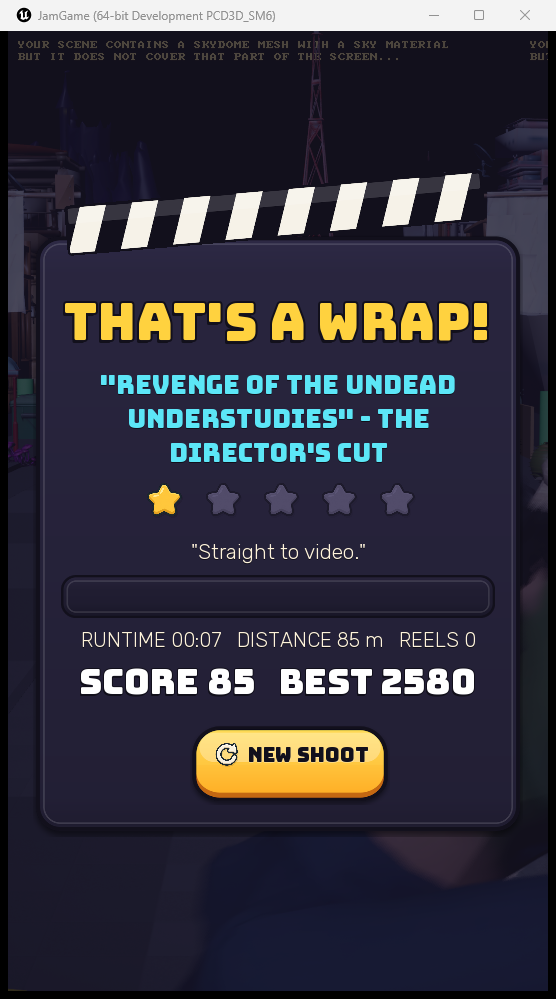 JamGame (64-bit Development PCD3D_SM6)
YOUR SCENE CONTAINS A SKYDOME MESH WITH A SKY MATERIAL
BUT IT DOES NOT COVER THAT PART OF THE SCREEN...
THAT'S A WRAP!
"REVENGE OF THE UNDEAD
UNDERSTUDIES" - THE
DIRECTOR'S CUT
"Straight to video."
RUNTIME 00:07 DISTANCE 85 m REELS 0
SCORE 85 BEST 2580
NEW SHOOT